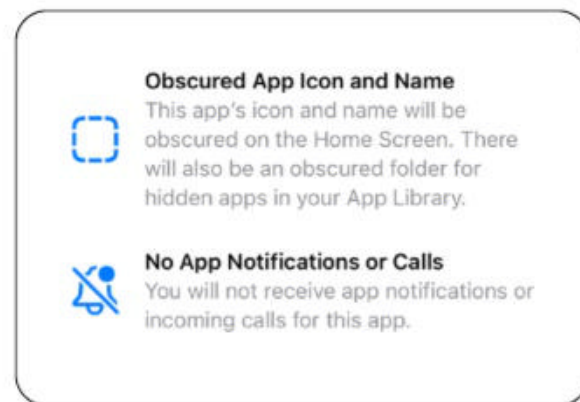 Obscured App Icon and Name
This app's icon and name will be
obscured on the Home Screen. There
will also be an obscured folder for
hidden apps in your App Library.
No App Notifications or Calls
You will not receive app notifications or
incoming calls for this app.